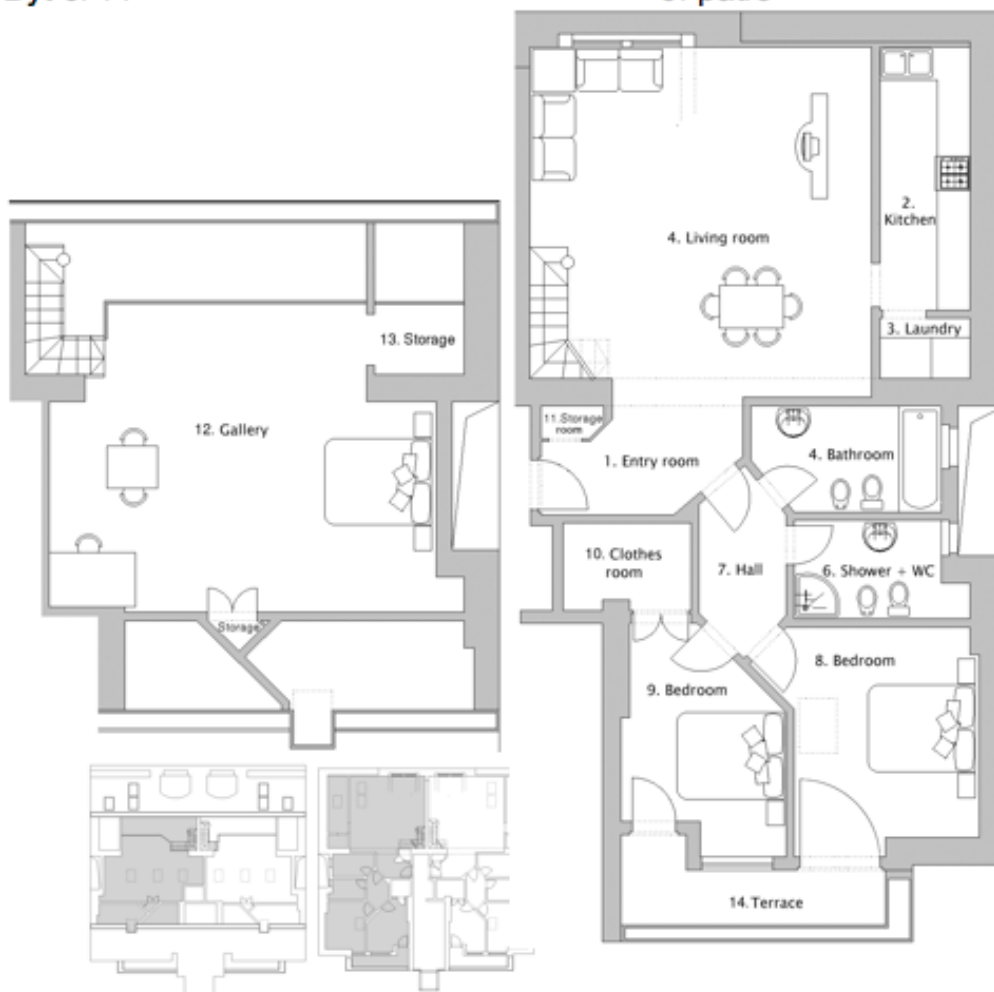 2.
Kitchen
4. Living room
3. Laundry
13. Storage
11. Storage
room
12. Gallery
1. Entry room
4. Bathroom
10. Clothes
room
7. Hall
6. Shower + WC
Storage
8. Bedroom
9. Bedroom
14. Terrace